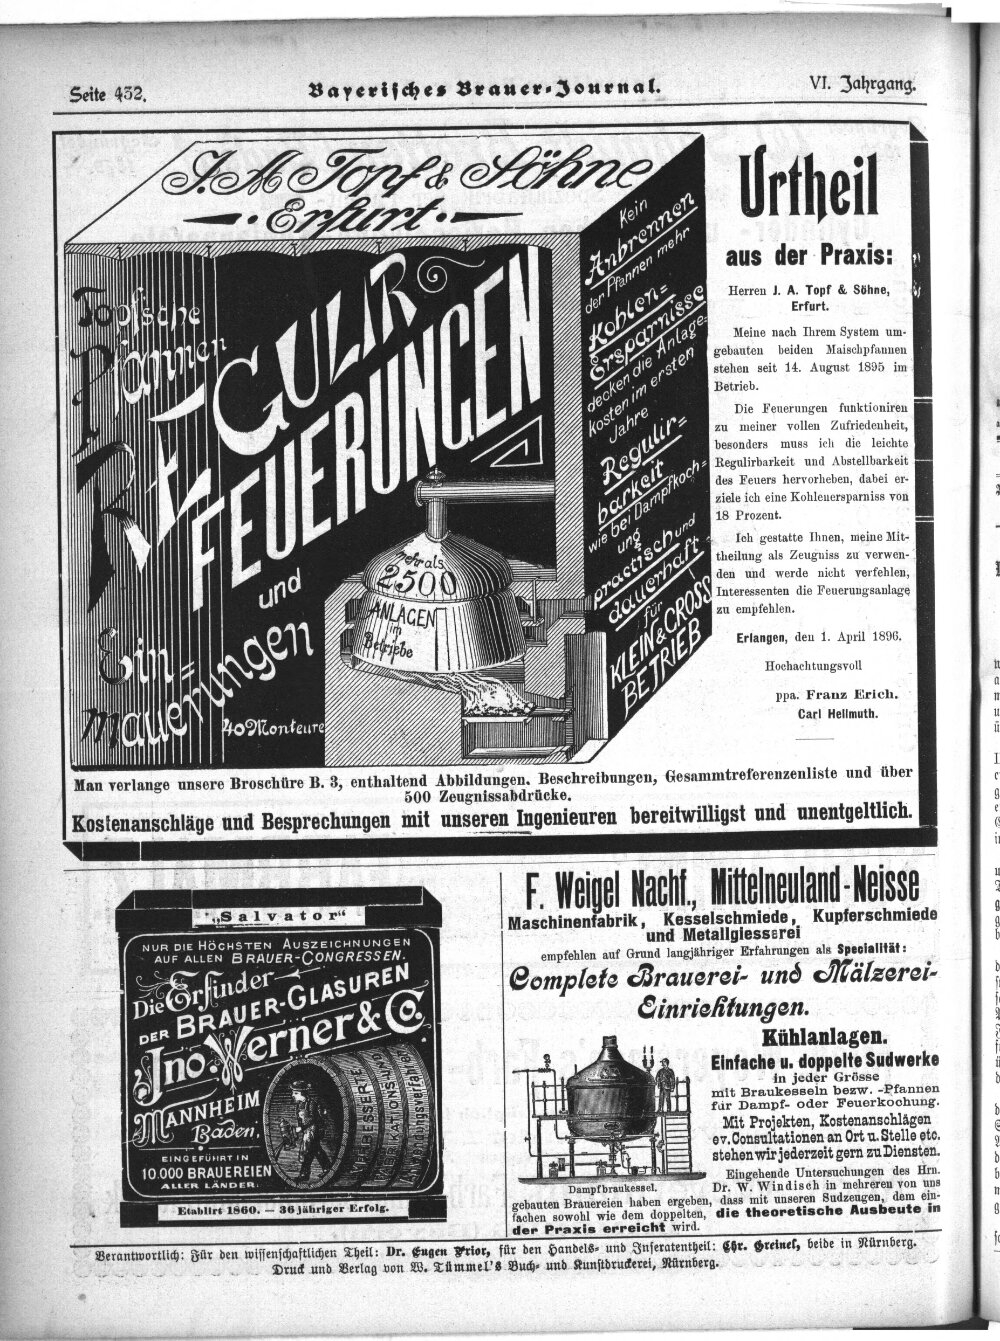 Seite 432.
Bayerisches Brauer-Journal.
VI. Jahrgang.
J. A. Topf & Söhne
Erfurt.
Topf'sche
Pfannen
REGULIR
FEUERUNGEN
und
Ein=
mauerungen
40 Monteure
mehr als
2500
ANLAGEN
im
Betriebe
Kein
Anbrennen
der Pfannen mehr
Kohlen=
Ersparnisse
decken die Anlage=
kosten im ersten
Jahre
Regulir=
barkeit
wie bei Dampfkoch=
ung
practisch und
dauerhaft
für
KLEIN & GROSS
BETRIEB
Urtheil
aus der Praxis:
Herren J. A. Topf & Söhne,
Erfurt.
Meine nach Ihrem System um-
gebauten beiden Maischpfannen
stehen seit 14. August 1895 im
Betrieb.
Die Feuerungen funktioniren
zu meiner vollen Zufriedenheit,
besonders muss ich die leichte
Regulirbarkeit und Abstellbarkeit
des Feuers hervorheben, dabei er-
ziele ich eine Kohlenersparniss von
18 Prozent.
Ich gestatte Ihnen, meine Mit-
theilung als Zeugniss zu verwen-
den und werde nicht verfehlen,
Interessenten die Feuerungsanlage
zu empfehlen.
Erlangen, den 1. April 1896.
Hochachtungsvoll
ppa. Franz Erich.
Carl Hellmuth.
Man verlange unsere Broschüre B. 3, enthaltend Abbildungen. Beschreibungen, Gesammtreferenzenliste und über
500 Zeugnissabdrücke.
Kostenanschläge und Besprechungen mit unseren Ingenieuren bereitwilligst und unentgeltlich.
„Salvator“
NUR DIE HÖCHSTEN AUSZEICHNUNGEN
AUF ALLEN BRAUER-CONGRESSEN.
Die Erfinder
DER BRAUER-GLASUREN
Jno. Werner & Co.
MANNHEIM
Baden,
EINGEFÜHRT IN
10.000 BRAUEREIEN
ALLER LÄNDER.
VERBESSERTE
Etablirt 1860. — 36jähriger Erfolg.
F. Weigel Nachf., Mittelneuland-Neisse
Maschinenfabrik, Kesselschmiede, Kupferschmiede
und Metallgiesserei
empfehlen auf Grund langjähriger Erfahrungen als Specialität:
Complete Brauerei- und Mälzerei-
Einrichtungen.
Kühlanlagen.
Einfache u. doppelte Sudwerke
in jeder Grösse
mit Braukesseln bezw. -Pfannen
für Dampf- oder Feuerkochung.
Mit Projekten, Kostenanschlägen
ev. Consultationen an Ort u. Stelle etc.
stehen wir jederzeit gern zu Diensten.
Eingehende Untersuchungen des Hrn.
Dampfbraukessel.
Dr. W. Windisch in mehreren von uns
gebauten Brauereien haben ergeben, dass mit unseren Sudzeugen, dem ein-
fachen sowohl wie dem doppelten, die theoretische Ausbeute in
der Praxis erreicht wird.
Verantwortlich: Für den wissenschaftlichen Theil: Dr. Eugen Prior, für den Handels- und Inseratentheil: Chr. Greinel, beide in Nürnberg.
Druck und Verlag von W. Tümmel's Buch- und Kunstdruckerei, Nürnberg.